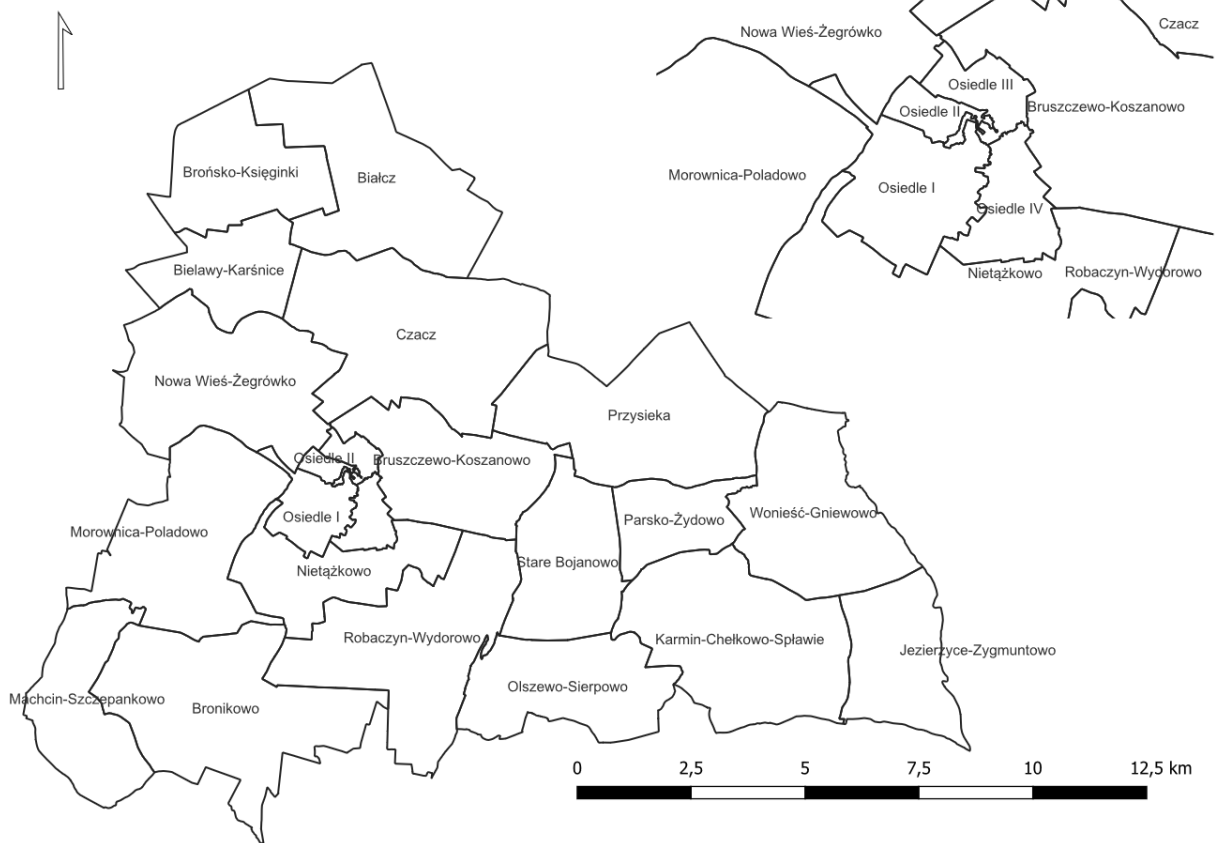 Nowa Wieś-Żegrówko
Czacz
Osiedle III
Osiedle II
Bruszczewo-Koszanowo
Morownica-Poladowo
Osiedle I
Osiedle IV
Nietążkowo
Robaczyn-Wydorowo
Brońsko-Księginki
Białcz
Bielawy-Karśnice
Czacz
Nowa Wieś-Żegrówko
Przysieka
Osiedle II
Bruszczewo-Koszanowo
Osiedle I
Morownica-Poladowo
Parsko-Żydowo
Wonieść-Gniewowo
Nietążkowo
Stare Bojanowo
Robaczyn-Wydorowo
Karmin-Chełkowo-Spławie
Jezierzyce-Zygmuntowo
Machcin-Szczepankowo
Bronikowo
Olszewo-Sierpowo
0 2,5 5 7,5 10 12,5 km